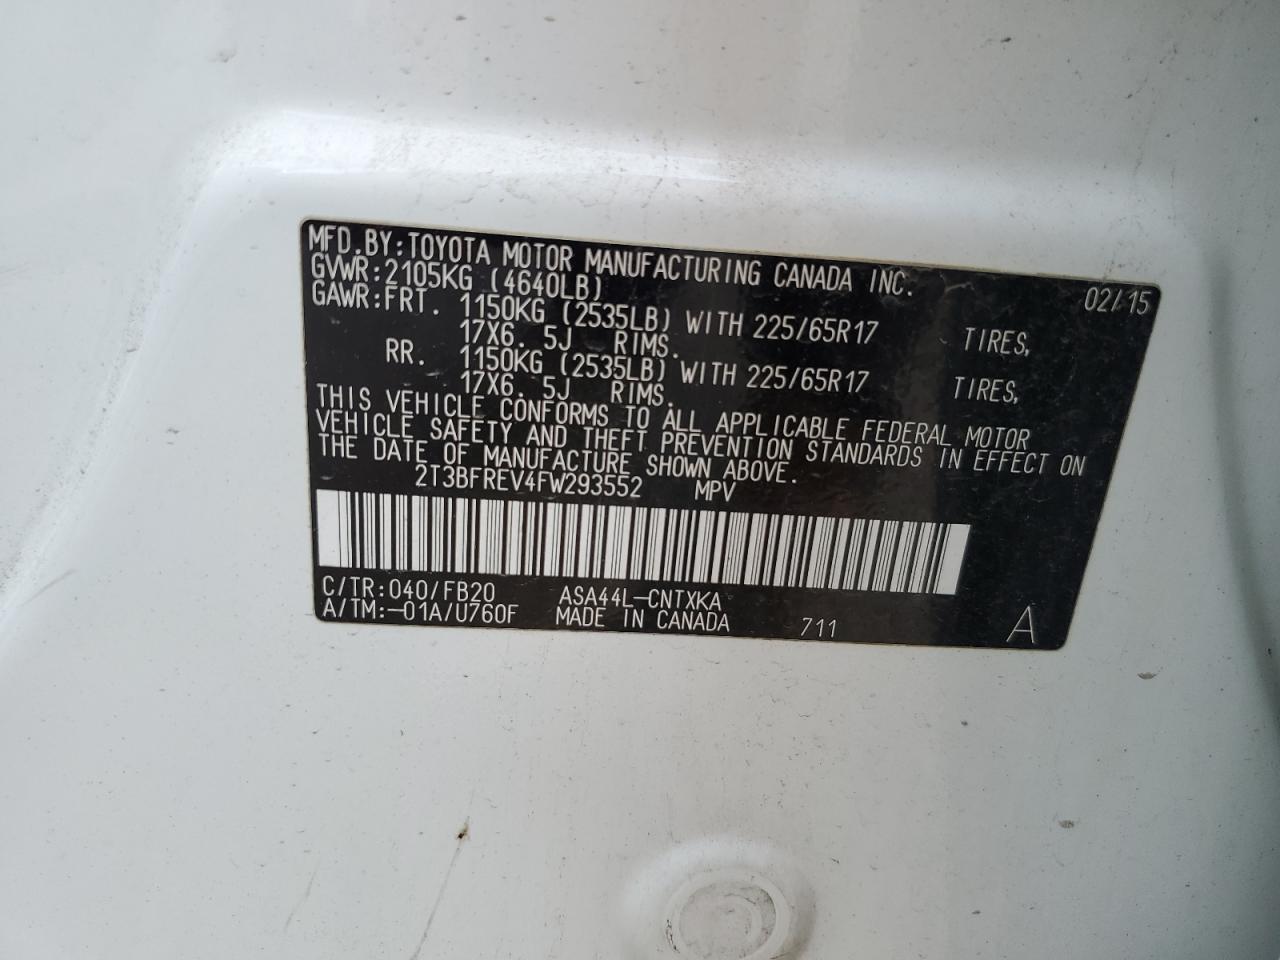 MFD.BY:TOYOTA MOTOR MANUFACTURING CANADA INC. 02/15
GVWR:2105KG (4640LB)
GAWR:FRT. 1150KG (2535LB) WITH 225/65R17 TIRES,
17X6.5J RIMS.
RR. 1150KG (2535LB) WITH 225/65R17 TIRES,
17X6.5J RIMS.
THIS VEHICLE CONFORMS TO ALL APPLICABLE FEDERAL MOTOR
VEHICLE SAFETY AND THEFT PREVENTION STANDARDS IN EFFECT ON
THE DATE OF MANUFACTURE SHOWN ABOVE.
2T3BFREV4FW293552 MPV
C/TR:040/FB20 ASA44L-CNTXKA
A/TM:-01A/U760F MADE IN CANADA 711 A